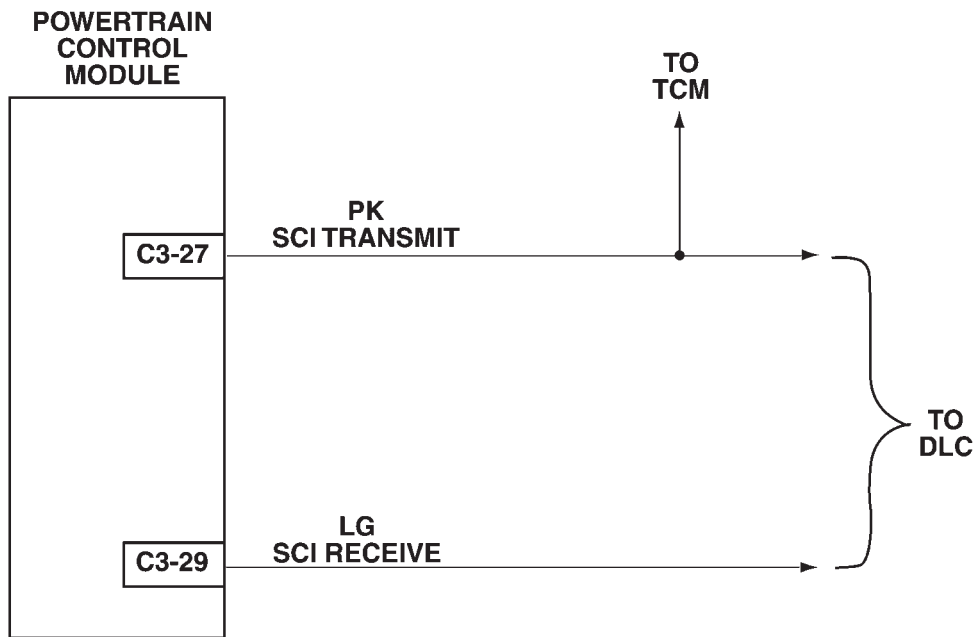 POWERTRAIN
CONTROL
MODULE
TO
TCM
C3-27
PK
SCI TRANSMIT
TO
DLC
C3-29
LG
SCI RECEIVE